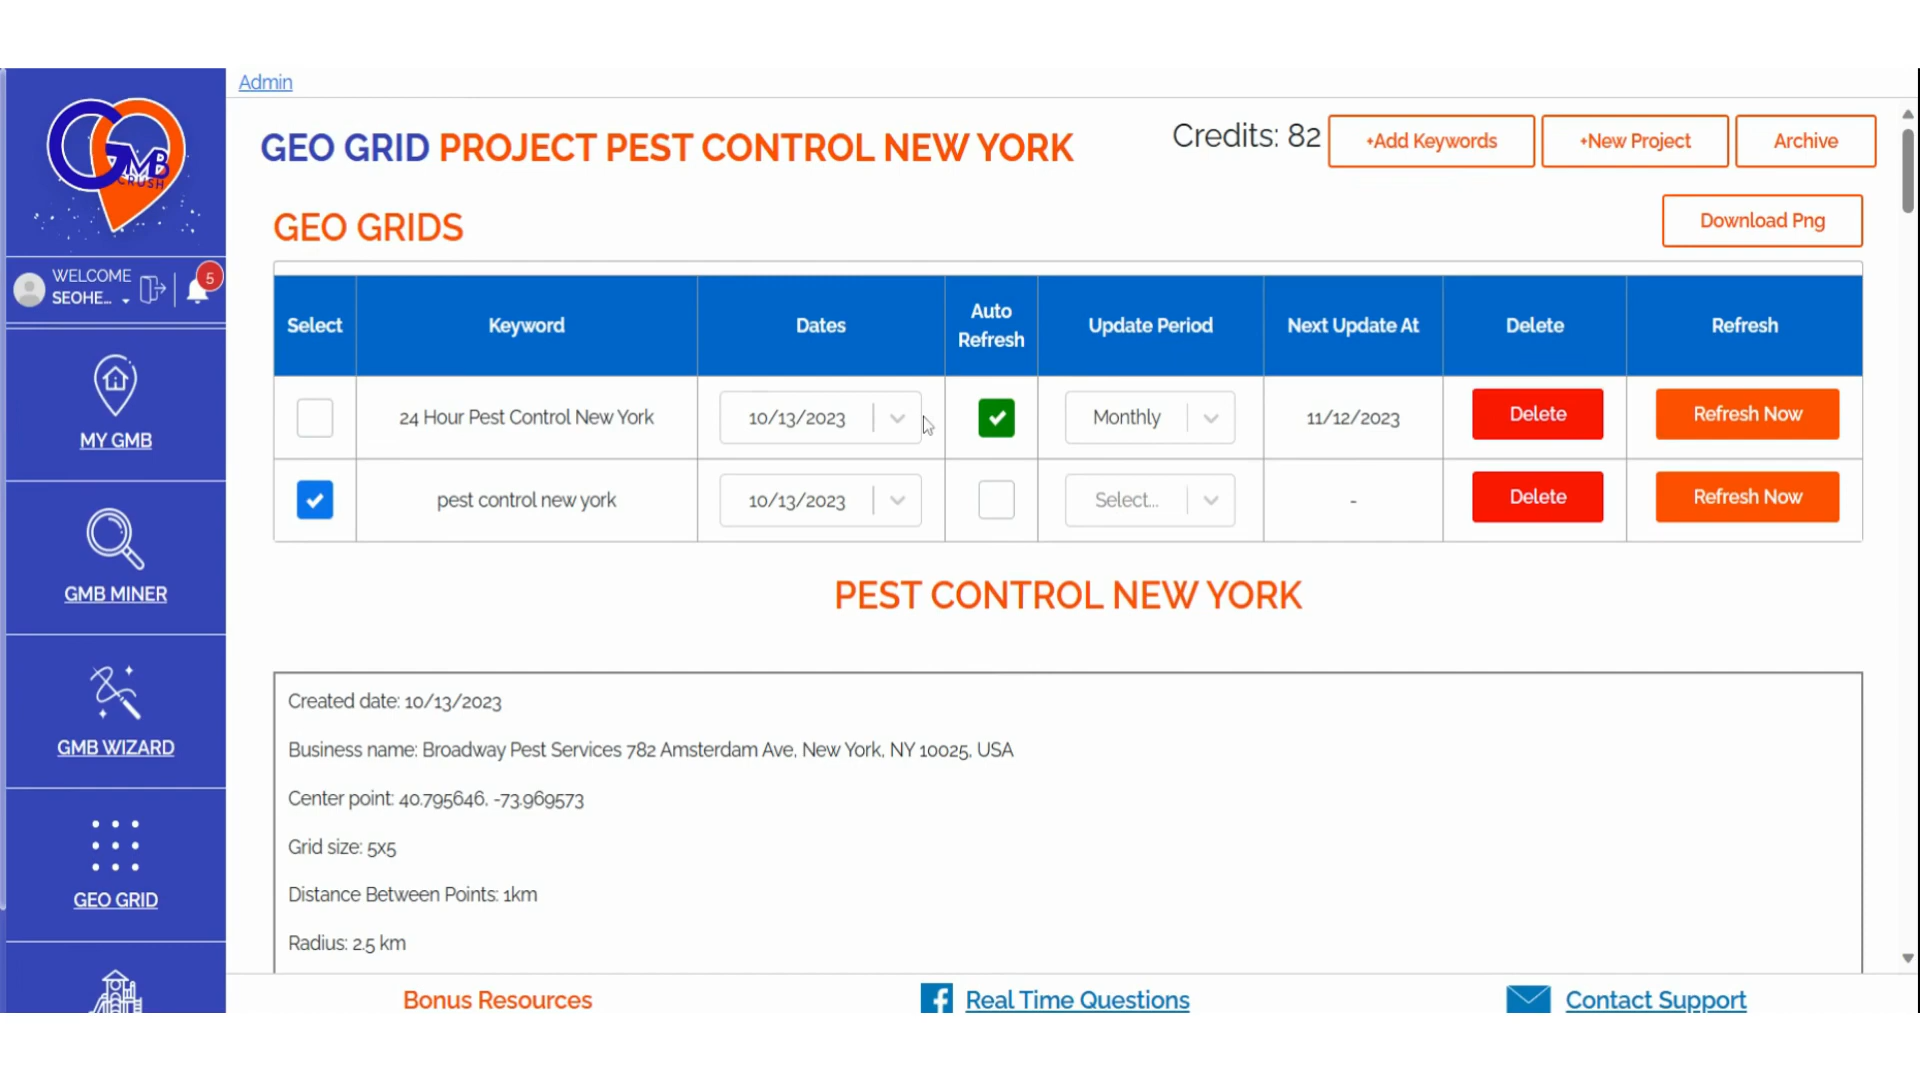 Admin
GMB
CRUSH
GEO GRID PROJECT PEST CONTROL NEW YORK
Credits: 82
+Add Keywords
+New Project
Archive
GEO GRIDS
Download Png
WELCOME
SEOHE...
5
Select
Keyword
Dates
Auto
Refresh
Update Period
Next Update At
Delete
Refresh
24 Hour Pest Control New York
10/13/2023
Monthly
11/12/2023
Delete
Refresh Now
pest control new york
10/13/2023
Select...
-
Delete
Refresh Now
MY GMB
GMB MINER
GMB WIZARD
GEO GRID
PEST CONTROL NEW YORK
Created date: 10/13/2023
Business name: Broadway Pest Services 782 Amsterdam Ave, New York, NY 10025, USA
Center point: 40.795646, -73.969573
Grid size: 5x5
Distance Between Points: 1km
Radius: 2.5 km
Bonus Resources
Real Time Questions
Contact Support